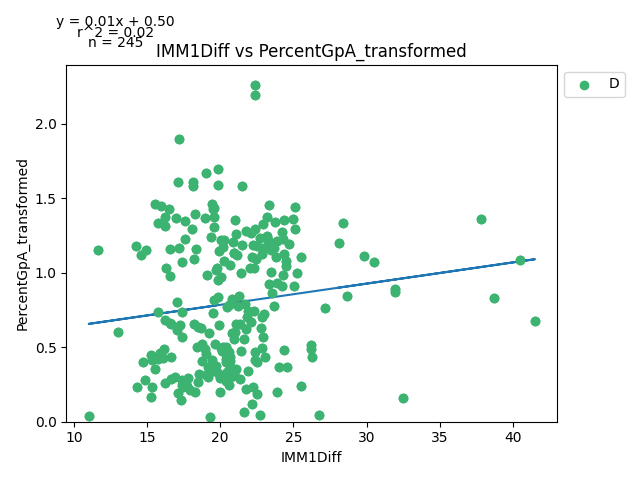 y = 0.01x + 0.50
r^2 = 0.02
n = 245
IMM1Diff vs PercentGpA_transformed
D
PercentGpA_transformed
2.0
1.5
1.0
0.5
0.0
10 15 20 25 30 35 40
IMM1Diff